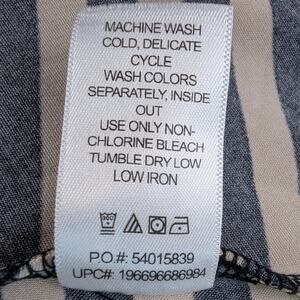 MACHINE WASH
COLD, DELICATE
CYCLE
WASH COLORS
SEPARATELY, INSIDE
OUT
USE ONLY NON-
CHLORINE BLEACH
TUMBLE DRY LOW
LOW IRON
P.O.#: 54015839
UPC#: 196696686984